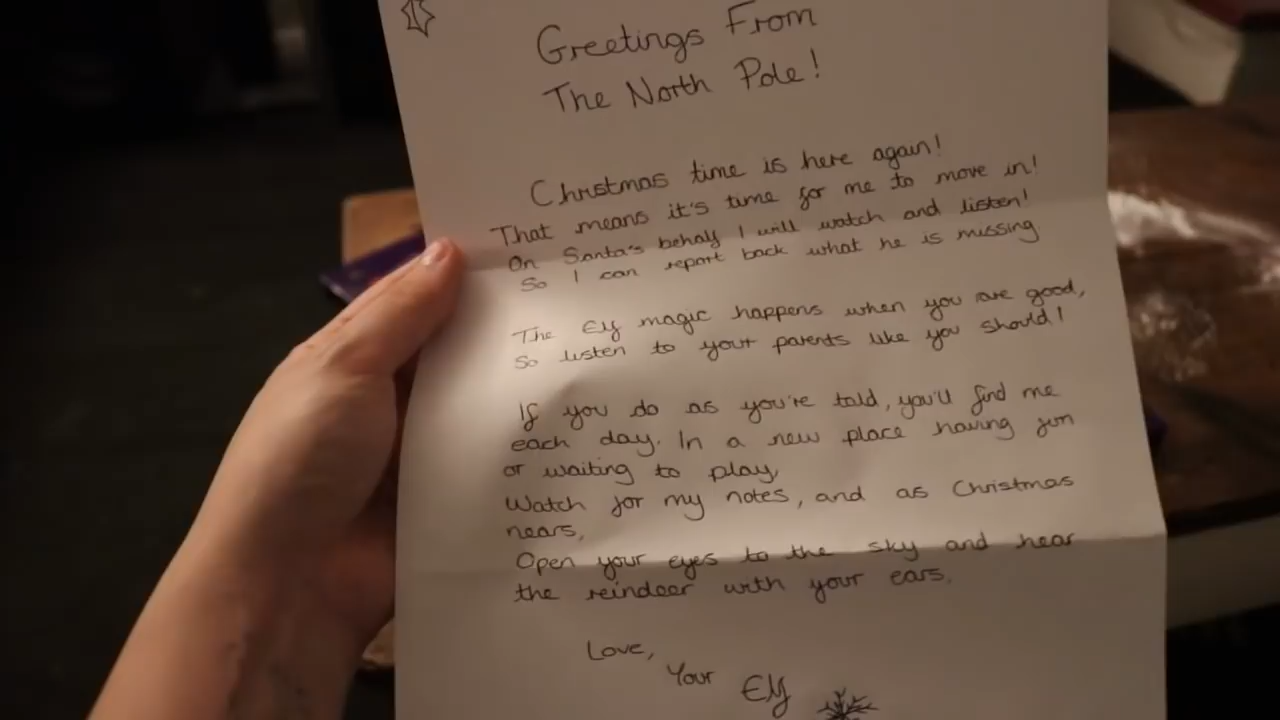 Greetings From
The North Pole!
Christmas time is here again!
That means it's time for me to move in!
On Santa's behalf I will watch and listen!
So I can report back what he is missing.
The Elf magic happens when you are good,
So listen to your parents like you should!
If you do as you're told, you'll find me
each day. In a new place having fun
or waiting to play,
Watch for my notes, and as Christmas
nears,
Open your eyes to the sky and hear
the reindeer with your ears.
Love,
Your Elf